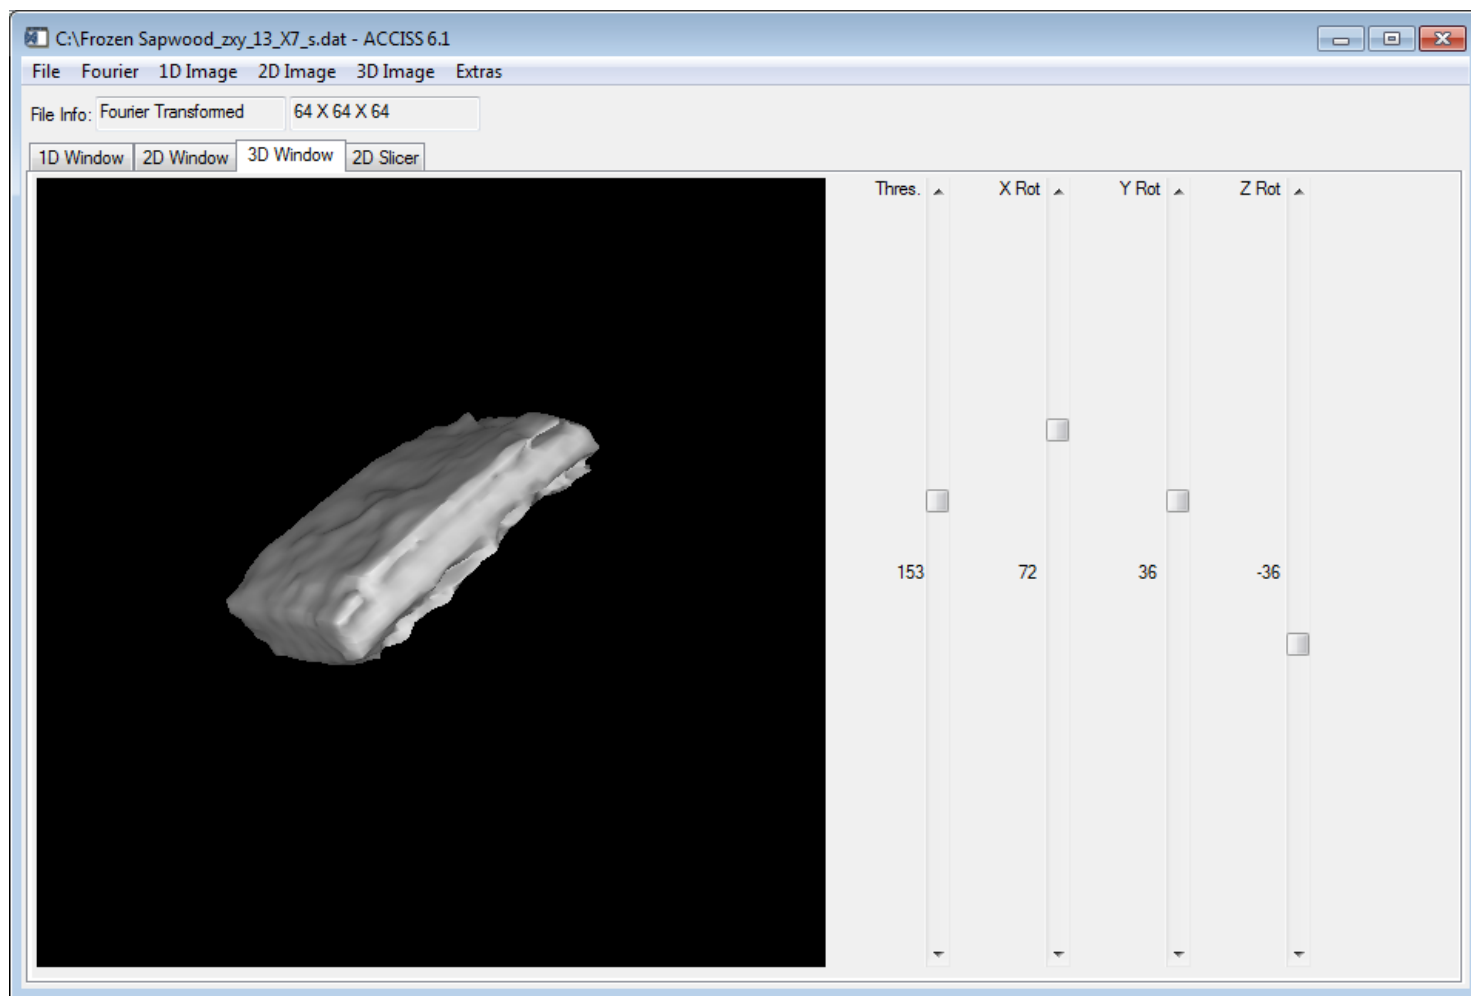 C:\Frozen Sapwood_zxy_13_X7_s.dat - ACCISS 6.1
File Fourier 1D Image 2D Image 3D Image Extras
File Info: Fourier Transformed 64 X 64 X 64
1D Window 2D Window 3D Window 2D Slicer
Thres. X Rot Y Rot Z Rot
153 72 36 -36